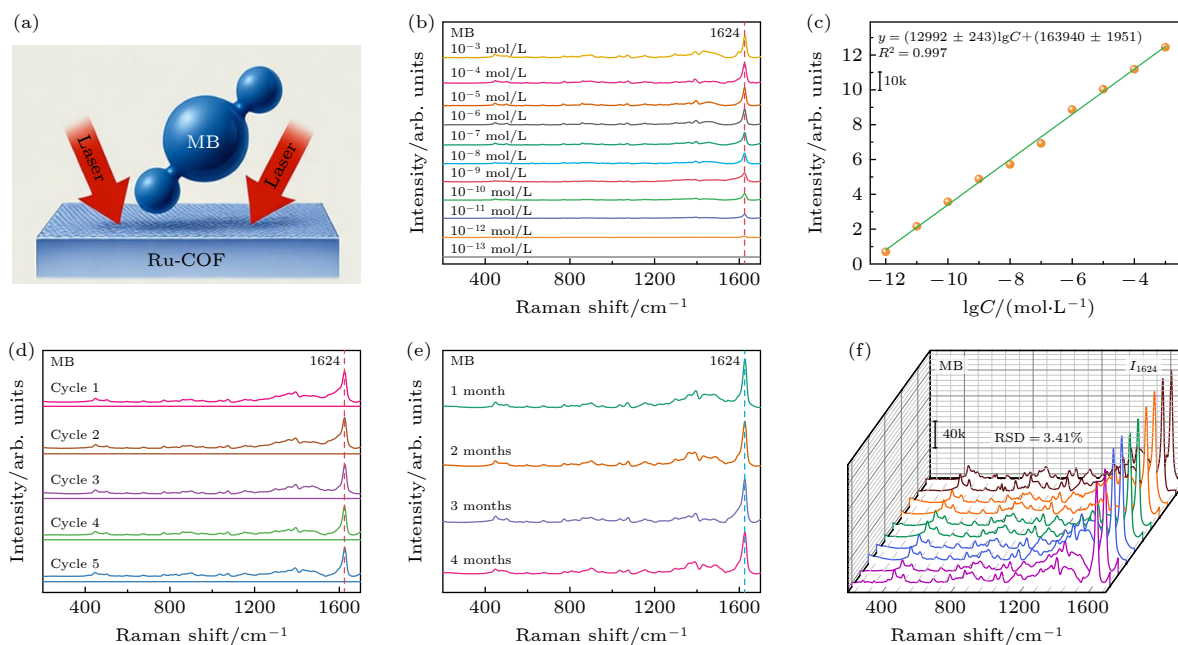 (a)
MB
Laser
Laser
Ru-COF
(b)
MB
1624
10⁻³ mol/L
10⁻⁴ mol/L
10⁻⁵ mol/L
10⁻⁶ mol/L
10⁻⁷ mol/L
10⁻⁸ mol/L
10⁻⁹ mol/L
10⁻¹⁰ mol/L
10⁻¹¹ mol/L
10⁻¹² mol/L
10⁻¹³ mol/L
Intensity/arb. units
400 800 1200 1600
Raman shift/cm⁻¹
(c)
y = (12992 ± 243)lgC+(163940 ± 1951)
R² = 0.997
10k
Intensity/arb. units
12
10
8
6
4
2
0
−12 −10 −8 −6 −4
lgC/(mol·L⁻¹)
(d)
MB
1624
Cycle 1
Cycle 2
Cycle 3
Cycle 4
Cycle 5
Intensity/arb. units
400 800 1200 1600
Raman shift/cm⁻¹
(e)
MB
1624
1 month
2 months
3 months
4 months
Intensity/arb. units
400 800 1200 1600
Raman shift/cm⁻¹
(f)
MB
I₁₆₂₄
40k
RSD = 3.41%
Intensity/arb. units
400 800 1200 1600
Raman shift/cm⁻¹